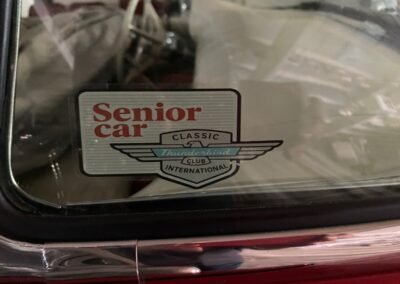 Senior
car
CLASSIC
Thunderbird
CLUB
INTERNATIONAL